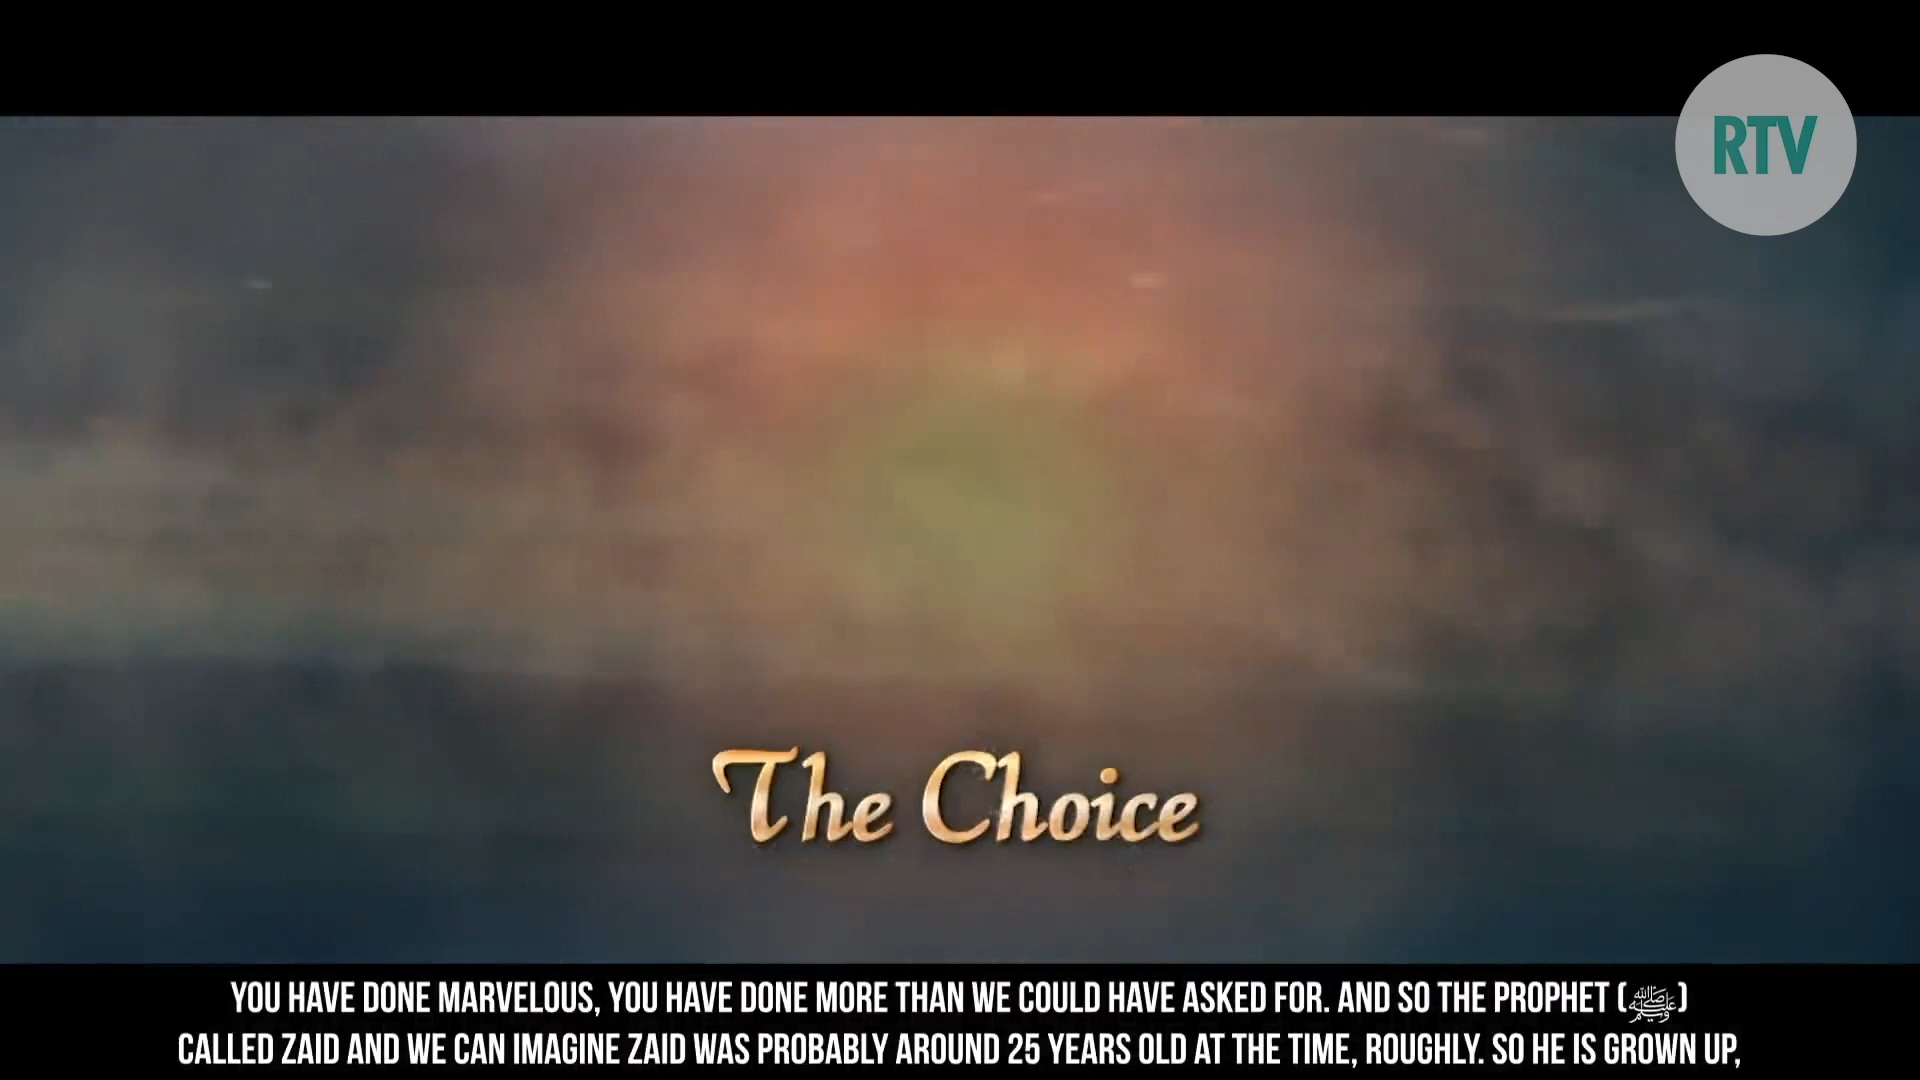 RTV
The Choice
YOU HAVE DONE MARVELOUS, YOU HAVE DONE MORE THAN WE COULD HAVE ASKED FOR. AND SO THE PROPHET (ﷺ)
CALLED ZAID AND WE CAN IMAGINE ZAID WAS PROBABLY AROUND 25 YEARS OLD AT THE TIME, ROUGHLY. SO HE IS GROWN UP,